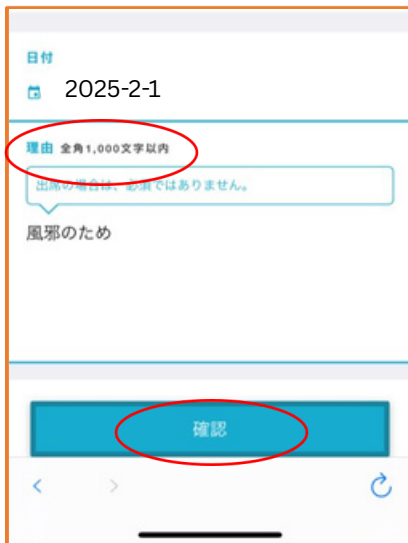 日付
2025-2-1
理由 全角1,000文字以内
出席の場合は、必須ではありません。
風邪のため
確認